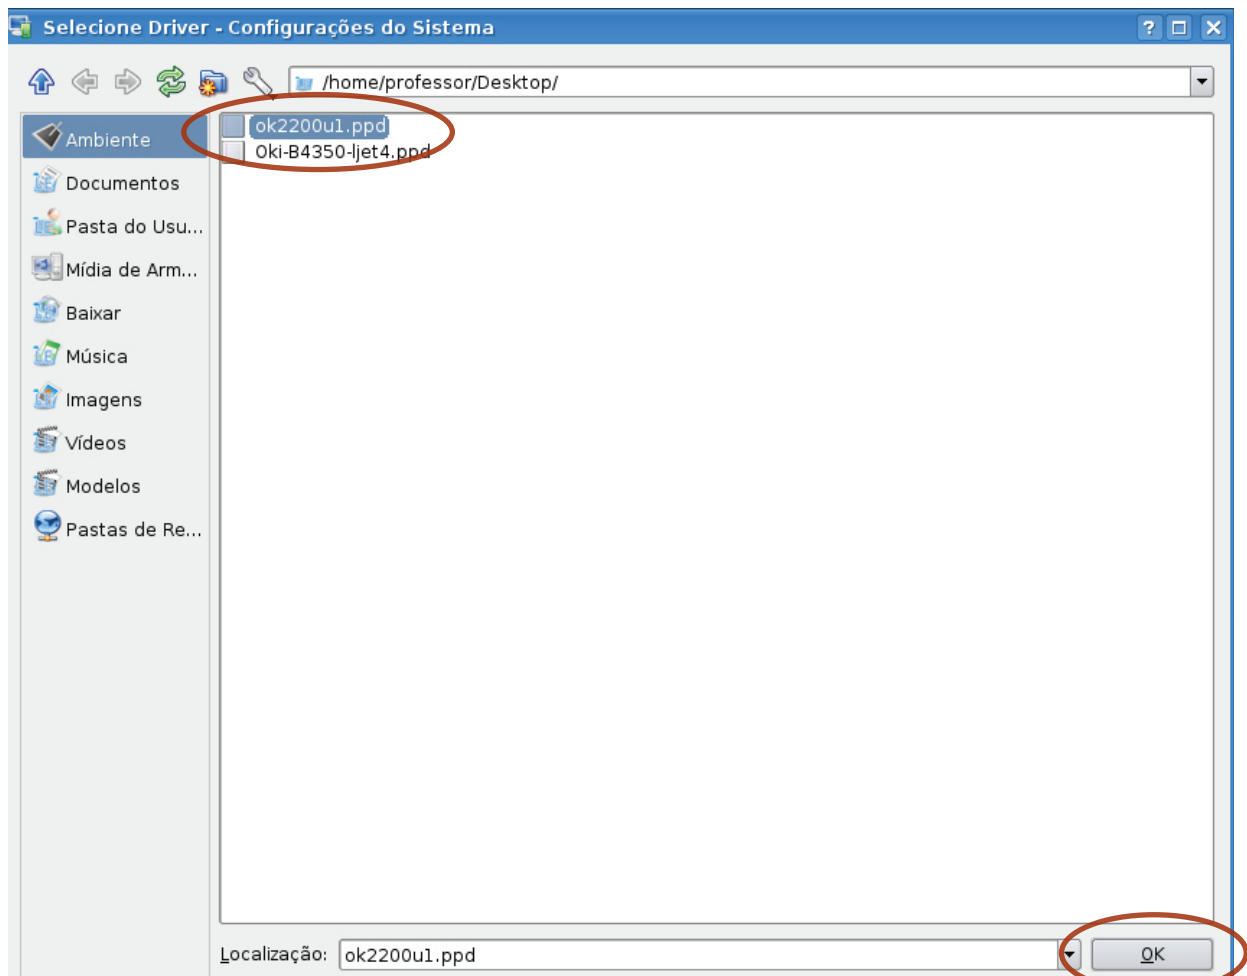 Selecione Driver - Configurações do Sistema
/home/professor/Desktop/
Ambiente
Documentos
Pasta do Usu...
Mídia de Arm...
Baixar
Música
Imagens
Vídeos
Modelos
Pastas de Re...
ok2200u1.ppd
Oki-B4350-ljet4.ppd
Localização: ok2200u1.ppd
OK